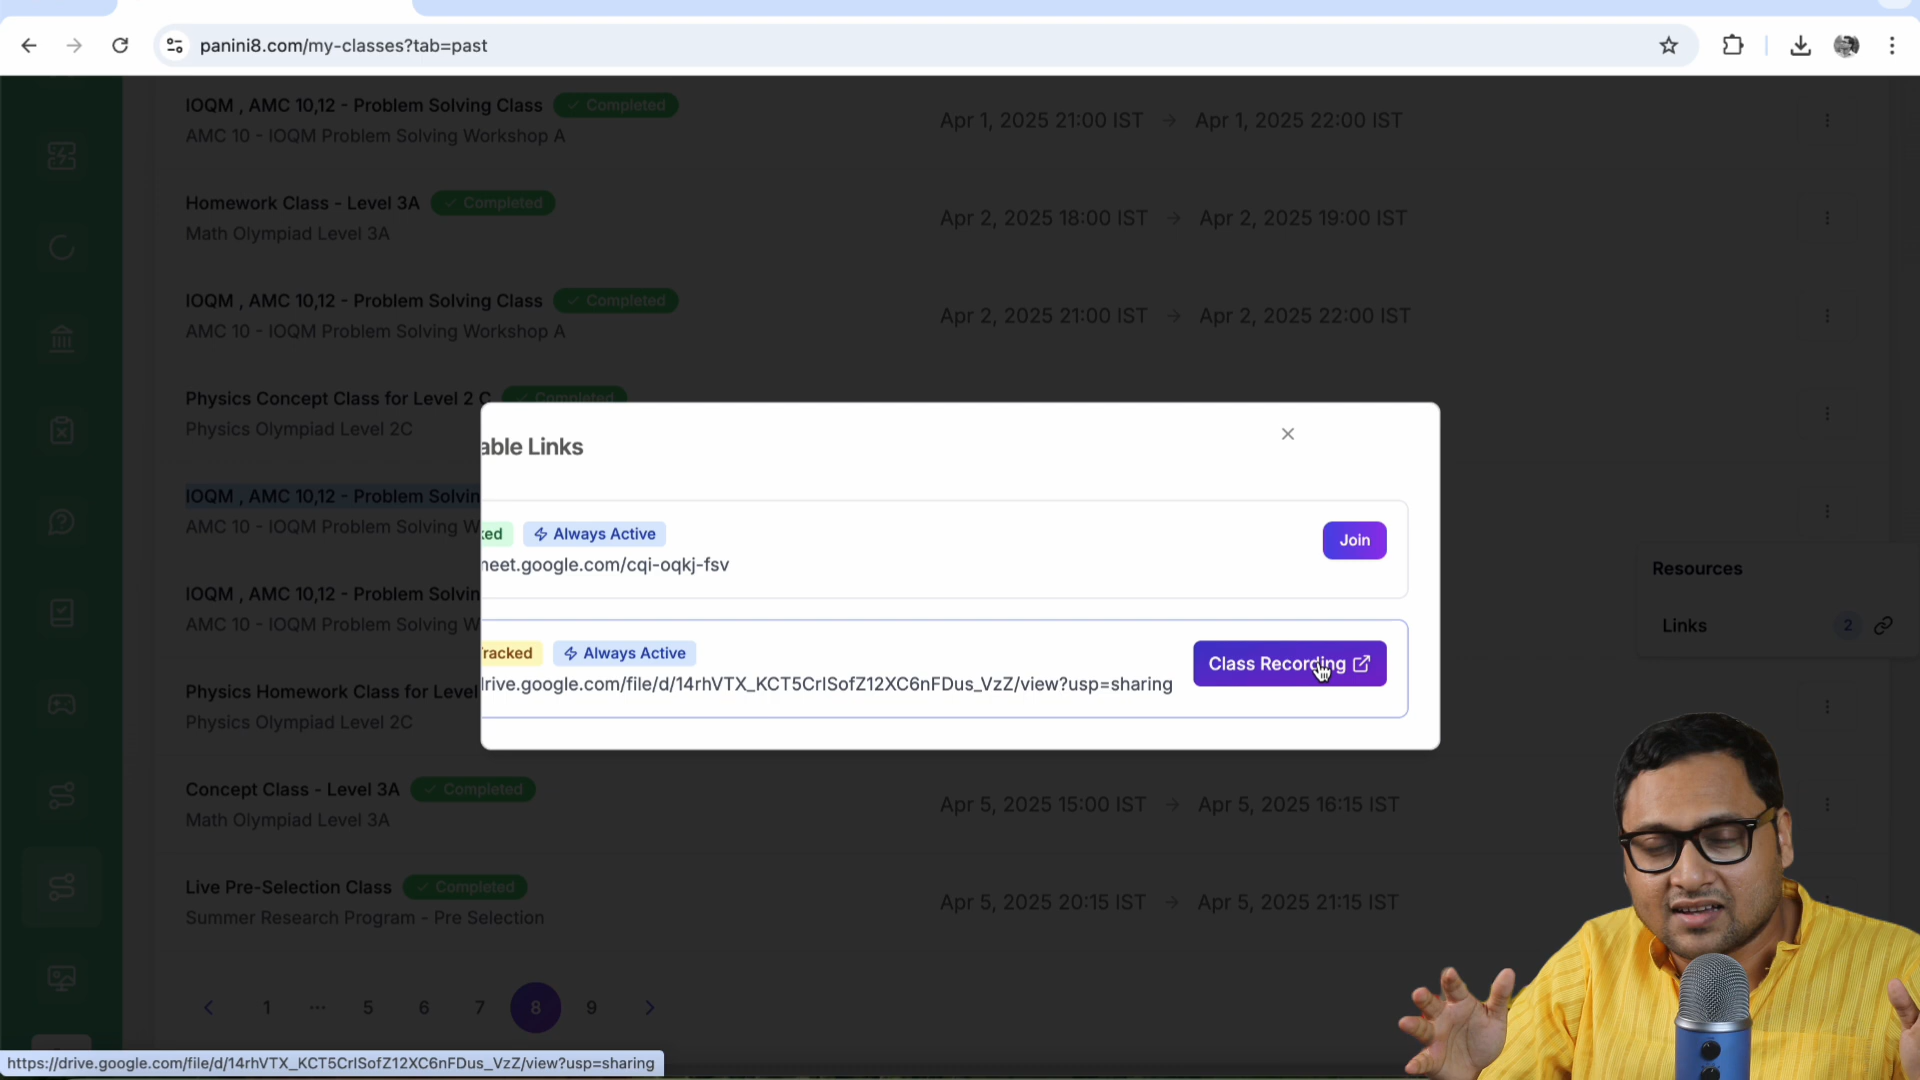 panini8.com/my-classes?tab=past
IOQM , AMC 10,12 - Problem Solving Class Completed
AMC 10 - IOQM Problem Solving Workshop A
Apr 1, 2025 21:00 IST → Apr 1, 2025 22:00 IST
Homework Class - Level 3A Completed
Math Olympiad Level 3A
Apr 2, 2025 18:00 IST → Apr 2, 2025 19:00 IST
IOQM , AMC 10,12 - Problem Solving Class Completed
AMC 10 - IOQM Problem Solving Workshop A
Apr 2, 2025 21:00 IST → Apr 2, 2025 22:00 IST
Physics Concept Class for Level 2 C Completed
Physics Olympiad Level 2C
able Links
IOQM , AMC 10,12 - Problem Solvin
AMC 10 - IOQM Problem Solving W
ked Always Active
meet.google.com/cqi-oqkj-fsv
Join
Resources
Links 2
IOQM , AMC 10,12 - Problem Solvin
AMC 10 - IOQM Problem Solving W
racked Always Active
drive.google.com/file/d/14rhVTX_KCT5CrlSofZ12XC6nFDus_VzZ/view?usp=sharing
Class Recording
Physics Homework Class for Level
Physics Olympiad Level 2C
Concept Class - Level 3A Completed
Math Olympiad Level 3A
Apr 5, 2025 15:00 IST → Apr 5, 2025 16:15 IST
Live Pre-Selection Class Completed
Summer Research Program - Pre Selection
Apr 5, 2025 20:15 IST → Apr 5, 2025 21:15 IST
1 ... 5 6 7 8 9
https://drive.google.com/file/d/14rhVTX_KCT5CrlSofZ12XC6nFDus_VzZ/view?usp=sharing